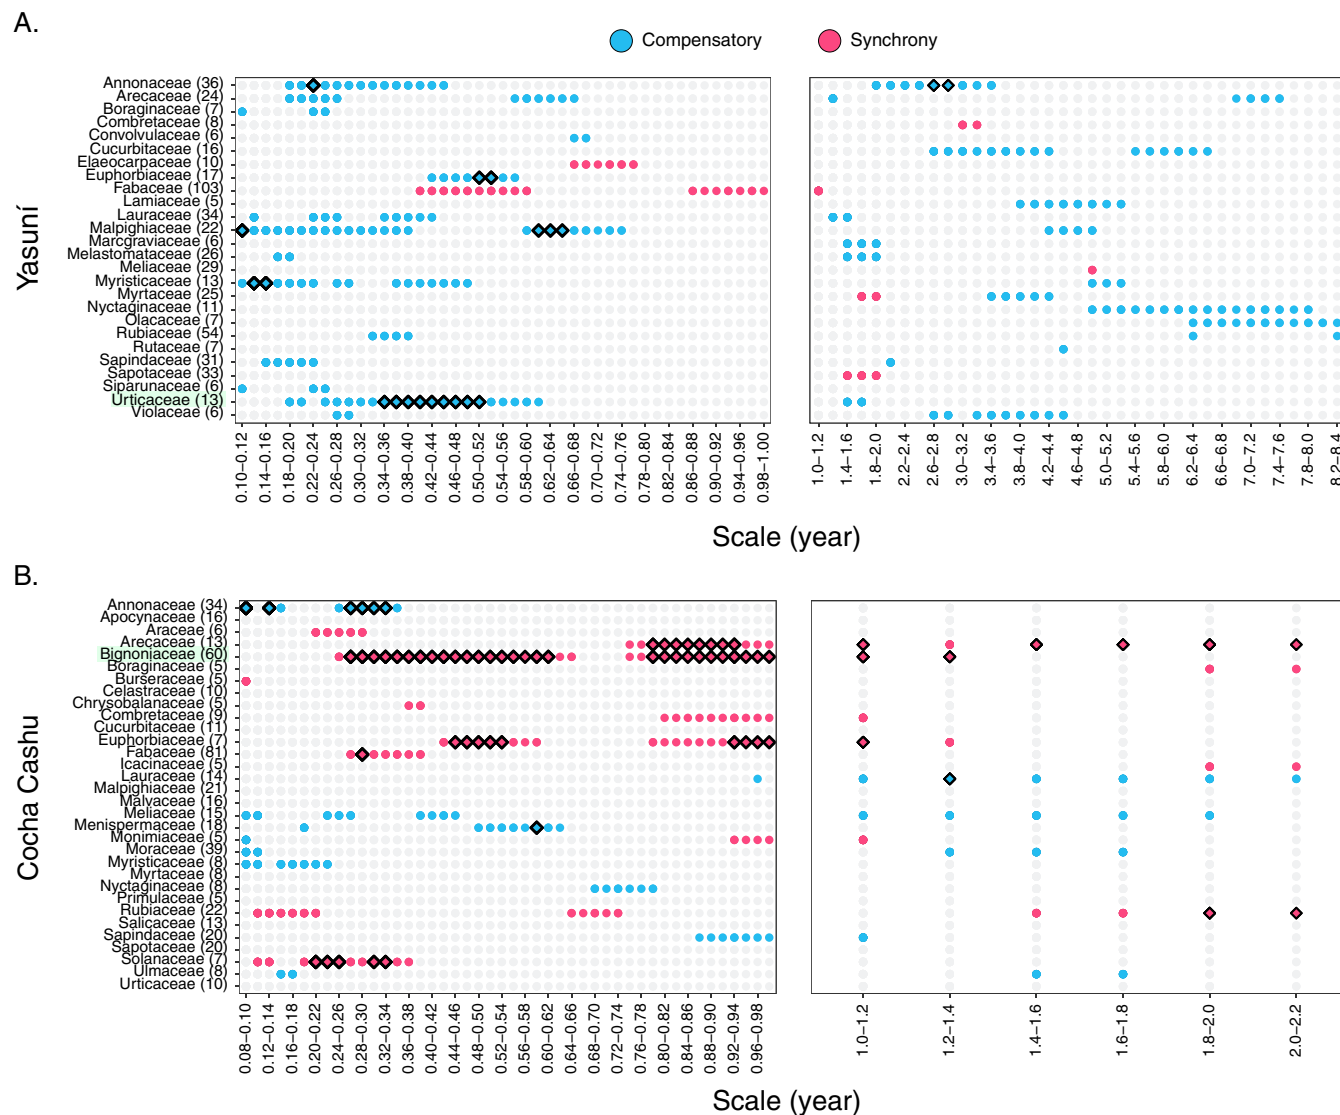 A.
Compensatory
Synchrony
Yasuní
Annonaceae (36)
Arecaceae (24)
Boraginaceae (7)
Combretaceae (8)
Convolvulaceae (6)
Cucurbitaceae (16)
Elaeocarpaceae (10)
Euphorbiaceae (17)
Fabaceae (103)
Lamiaceae (5)
Lauraceae (34)
Malpighiaceae (22)
Marcgraviaceae (6)
Melastomataceae (26)
Meliaceae (29)
Myristicaceae (13)
Myrtaceae (25)
Nyctaginaceae (11)
Olacaceae (7)
Rubiaceae (54)
Rutaceae (7)
Sapindaceae (31)
Sapotaceae (33)
Siparunaceae (6)
Urticaceae (13)
Violaceae (6)
0.10–0.12
0.14–0.16
0.18–0.20
0.22–0.24
0.26–0.28
0.30–0.32
0.34–0.36
0.38–0.40
0.42–0.44
0.46–0.48
0.50–0.52
0.54–0.56
0.58–0.60
0.62–0.64
0.66–0.68
0.70–0.72
0.74–0.76
0.78–0.80
0.82–0.84
0.86–0.88
0.90–0.92
0.94–0.96
0.98–1.00
1.0–1.2
1.4–1.6
1.8–2.0
2.2–2.4
2.6–2.8
3.0–3.2
3.4–3.6
3.8–4.0
4.2–4.4
4.6–4.8
5.0–5.2
5.4–5.6
5.8–6.0
6.2–6.4
6.6–6.8
7.0–7.2
7.4–7.6
7.8–8.0
8.2–8.4
Scale (year)
B.
Cocha Cashu
Annonaceae (34)
Apocynaceae (16)
Araceae (6)
Arecaceae (13)
Bignoniaceae (60)
Boraginaceae (5)
Burseraceae (5)
Celastraceae (10)
Chrysobalanaceae (5)
Combretaceae (9)
Cucurbitaceae (11)
Euphorbiaceae (7)
Fabaceae (81)
Icacinaceae (5)
Lauraceae (14)
Malpighiaceae (21)
Malvaceae (16)
Meliaceae (15)
Menispermaceae (18)
Monimiaceae (5)
Moraceae (39)
Myristicaceae (8)
Myrtaceae (8)
Nyctaginaceae (8)
Primulaceae (5)
Rubiaceae (22)
Salicaceae (13)
Sapindaceae (20)
Sapotaceae (20)
Solanaceae (7)
Ulmaceae (8)
Urticaceae (10)
0.08–0.10
0.12–0.14
0.16–0.18
0.20–0.22
0.24–0.26
0.28–0.30
0.32–0.34
0.36–0.38
0.40–0.42
0.44–0.46
0.48–0.50
0.52–0.54
0.56–0.58
0.60–0.62
0.64–0.66
0.68–0.70
0.72–0.74
0.76–0.78
0.80–0.82
0.84–0.86
0.88–0.90
0.92–0.94
0.96–0.98
1.0–1.2
1.2–1.4
1.4–1.6
1.6–1.8
1.8–2.0
2.0–2.2
Scale (year)